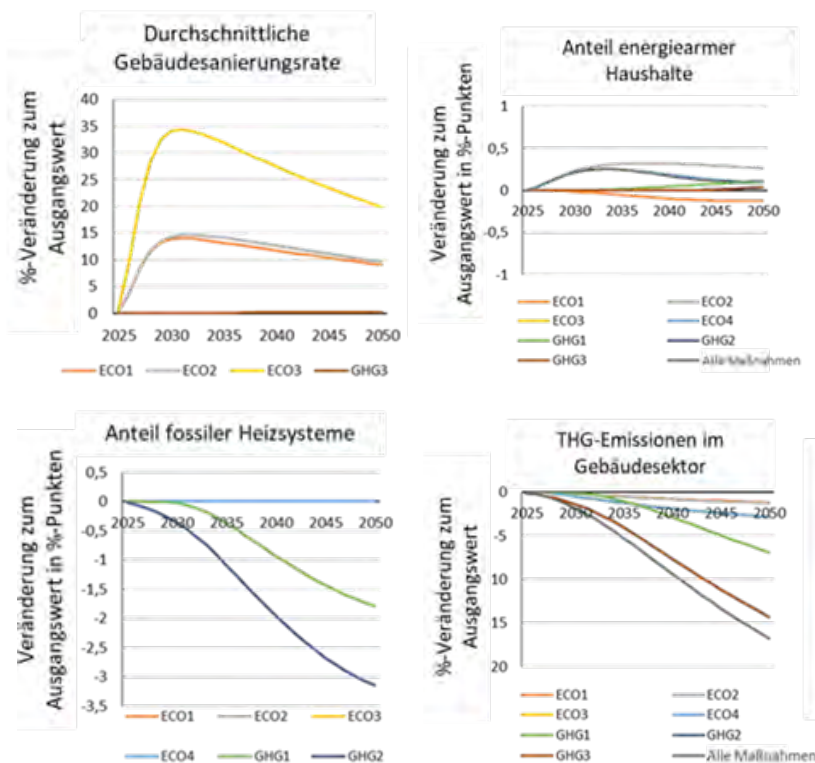 Durchschnittliche
Gebäudesanierungsrate
%-Veränderung zum
Ausgangswert
40
35
30
25
20
15
10
5
0
2025 2030 2035 2040 2045 2050
ECO1 ECO2 ECO3 GHG3
Anteil energiearmer
Haushalte
Veränderung zum
Ausgangswert in %-Punkten
1
0,5
0
2025 2030 2035 2040 2045 2050
-0,5
-1
ECO1 ECO2
ECO3 ECO4
GHG1 GHG2
GHG3 Alle Maßnahmen
Anteil fossiler Heizsysteme
Veränderung zum
Ausgangswert in %-Punkten
0,5
0
2025 2030 2035 2040 2045 2050
-0,5
-1
-1,5
-2
-2,5
-3
-3,5
ECO1 ECO2 ECO3
ECO4 GHG1 GHG2
THG-Emissionen im
Gebäudesektor
%-Veränderung zum
Ausgangswert
0
2025 2030 2035 2040 2045 2050
-5
10
15
20
ECO1 ECO2
ECO3 ECO4
GHG1 GHG2
GHG3 Alle Maßnahmen